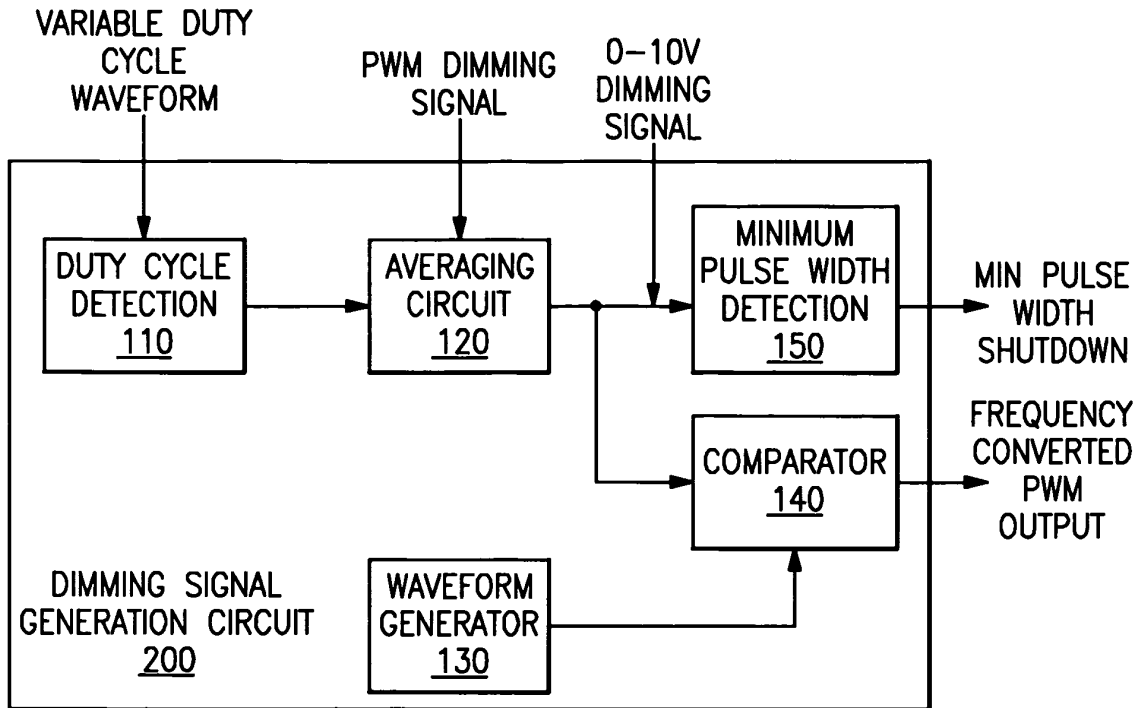 VARIABLE DUTY
CYCLE
WAVEFORM
PWM DIMMING
SIGNAL
0-10V
DIMMING
SIGNAL
DUTY CYCLE
DETECTION
110
AVERAGING
CIRCUIT
120
MINIMUM
PULSE WIDTH
DETECTION
150
MIN PULSE
WIDTH
SHUTDOWN
COMPARATOR
140
FREQUENCY
CONVERTED
PWM
OUTPUT
DIMMING SIGNAL
GENERATION CIRCUIT
200
WAVEFORM
GENERATOR
130